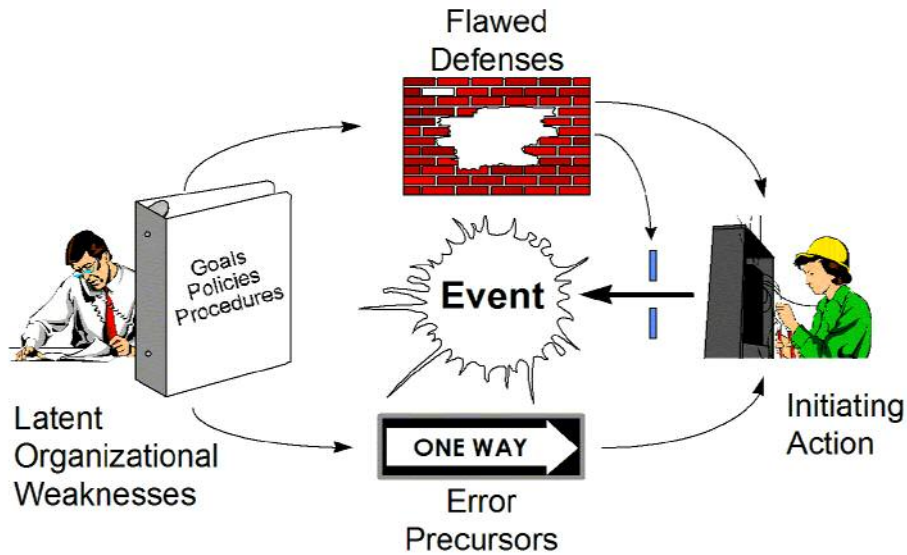 Flawed
Defenses
Goals
Policies
Procedures
Event
Latent
Organizational
Weaknesses
ONE WAY
Error
Precursors
Initiating
Action